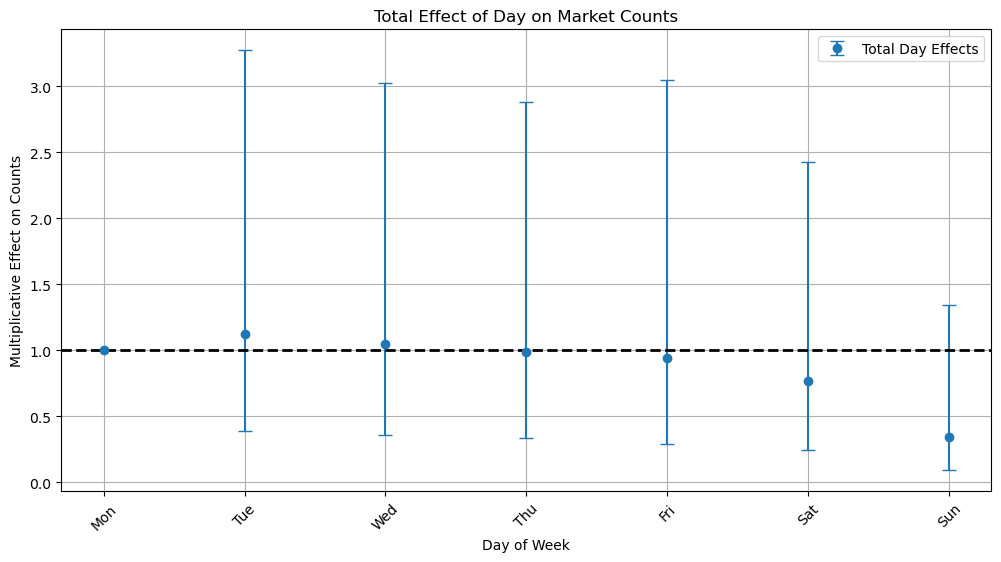 Total Effect of Day on Market Counts
Total Day Effects
Multiplicative Effect on Counts
3.0
2.5
2.0
1.5
1.0
0.5
0.0
Mon
Tue
Wed
Thu
Fri
Sat
Sun
Day of Week